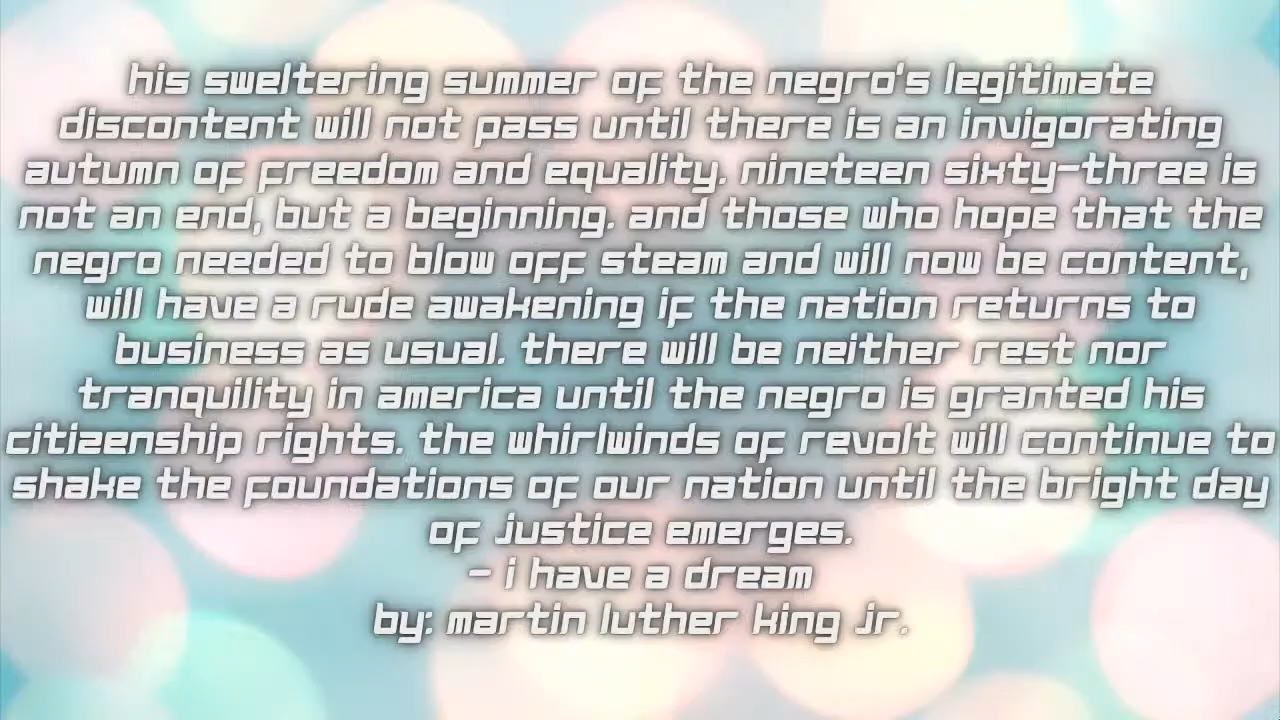 his sweltering summer of the negro's legitimate
discontent will not pass until there is an invigorating
autumn of freedom and equality. nineteen sixty-three is
not an end, but a beginning. and those who hope that the
negro needed to blow off steam and will now be content,
will have a rude awakening if the nation returns to
business as usual. there will be neither rest nor
tranquility in america until the negro is granted his
citizenship rights. the whirlwinds of revolt will continue to
shake the foundations of our nation until the bright day
of justice emerges.
- i have a dream
by: martin luther king jr.